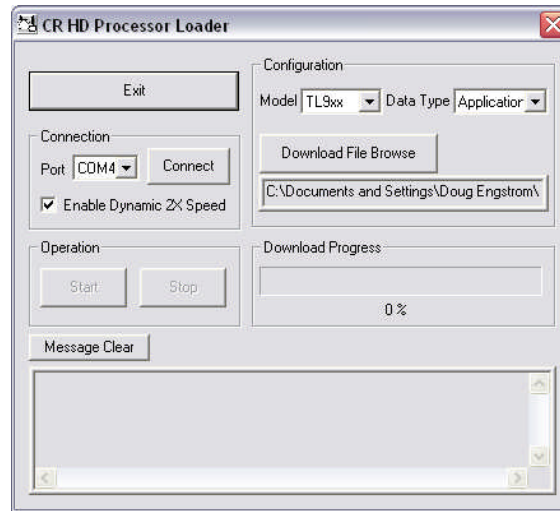 CR HD Processor Loader
Exit
Configuration
Model TL9xx Data Type Application
Connection
Port COM4 Connect
Enable Dynamic 2X Speed
Download File Browse
C:\Documents and Settings\Doug Engstrom\
Operation
Start Stop
Download Progress
0 %
Message Clear